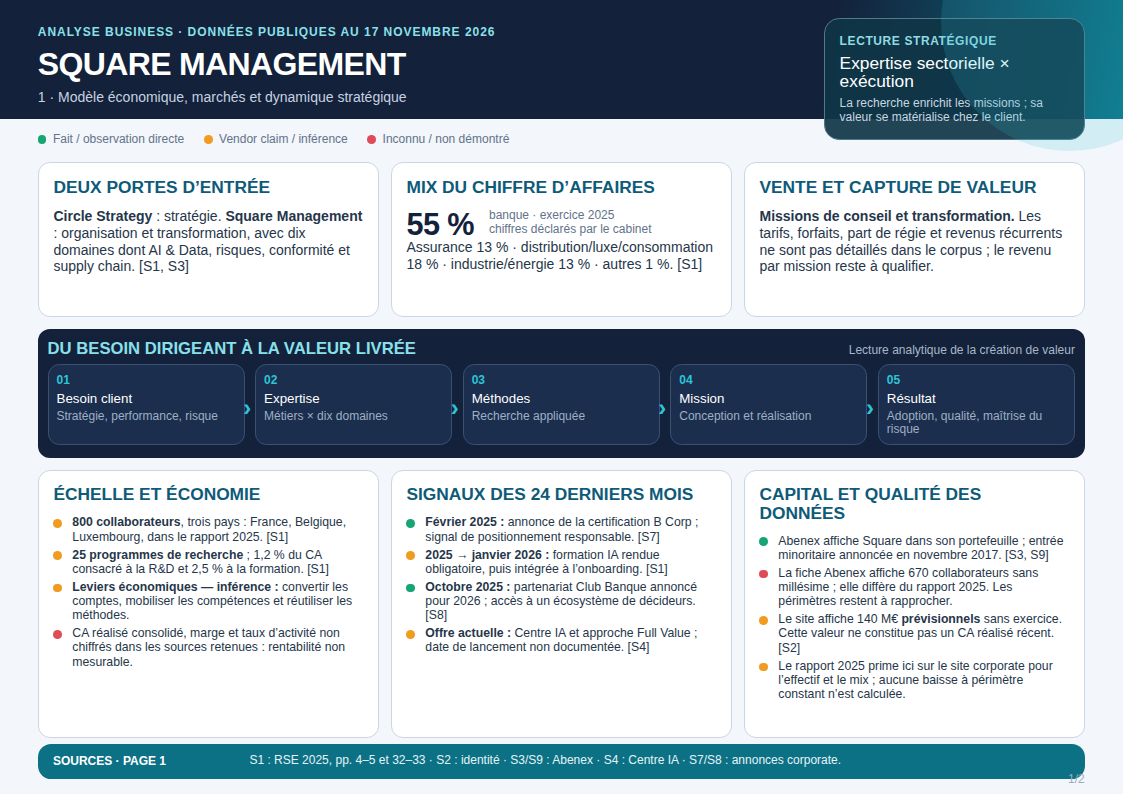 ANALYSE BUSINESS · DONNÉES PUBLIQUES AU 17 NOVEMBRE 2026
SQUARE MANAGEMENT
1 · Modèle économique, marchés et dynamique stratégique
LECTURE STRATÉGIQUE
Expertise sectorielle ×
exécution
La recherche enrichit les missions ; sa
valeur se matérialise chez le client.
Fait / observation directe
Vendor claim / inférence
Inconnu / non démontré
DEUX PORTES D’ENTRÉE
Circle Strategy : stratégie. Square Management
: organisation et transformation, avec dix
domaines dont AI & Data, risques, conformité et
supply chain. [S1, S3]
MIX DU CHIFFRE D’AFFAIRES
55 %
banque · exercice 2025
chiffres déclarés par le cabinet
Assurance 13 % · distribution/luxe/consommation
18 % · industrie/énergie 13 % · autres 1 %. [S1]
VENTE ET CAPTURE DE VALEUR
Missions de conseil et transformation. Les
tarifs, forfaits, part de régie et revenus récurrents
ne sont pas détaillés dans le corpus ; le revenu
par mission reste à qualifier.
DU BESOIN DIRIGEANT À LA VALEUR LIVRÉE
Lecture analytique de la création de valeur
01
Besoin client
Stratégie, performance, risque
›
02
Expertise
Métiers × dix domaines
›
03
Méthodes
Recherche appliquée
›
04
Mission
Conception et réalisation
›
05
Résultat
Adoption, qualité, maîtrise du
risque
ÉCHELLE ET ÉCONOMIE
800 collaborateurs, trois pays : France, Belgique,
Luxembourg, dans le rapport 2025. [S1]
25 programmes de recherche ; 1,2 % du CA
consacré à la R&D et 2,5 % à la formation. [S1]
Leviers économiques — inférence : convertir les
comptes, mobiliser les compétences et réutiliser les
méthodes.
CA réalisé consolidé, marge et taux d’activité non
chiffrés dans les sources retenues : rentabilité non
mesurable.
SIGNAUX DES 24 DERNIERS MOIS
Février 2025 : annonce de la certification B Corp ;
signal de positionnement responsable. [S7]
2025 → janvier 2026 : formation IA rendue
obligatoire, puis intégrée à l’onboarding. [S1]
Octobre 2025 : partenariat Club Banque annoncé
pour 2026 ; accès à un écosystème de décideurs.
[S8]
Offre actuelle : Centre IA et approche Full Value ;
date de lancement non documentée. [S4]
CAPITAL ET QUALITÉ DES
DONNÉES
Abenex affiche Square dans son portefeuille ; entrée
minoritaire annoncée en novembre 2017. [S3, S9]
La fiche Abenex affiche 670 collaborateurs sans
millésime ; elle diffère du rapport 2025. Les
périmètres restent à rapprocher.
Le site affiche 140 M€ prévisionnels sans exercice.
Cette valeur ne constitue pas un CA réalisé récent.
[S2]
Le rapport 2025 prime ici sur le site corporate pour
l’effectif et le mix ; aucune baisse à périmètre
constant n’est calculée.
SOURCES · PAGE 1
S1 : RSE 2025, pp. 4–5 et 32–33 · S2 : identité · S3/S9 : Abenex · S4 : Centre IA · S7/S8 : annonces corporate.
1/2